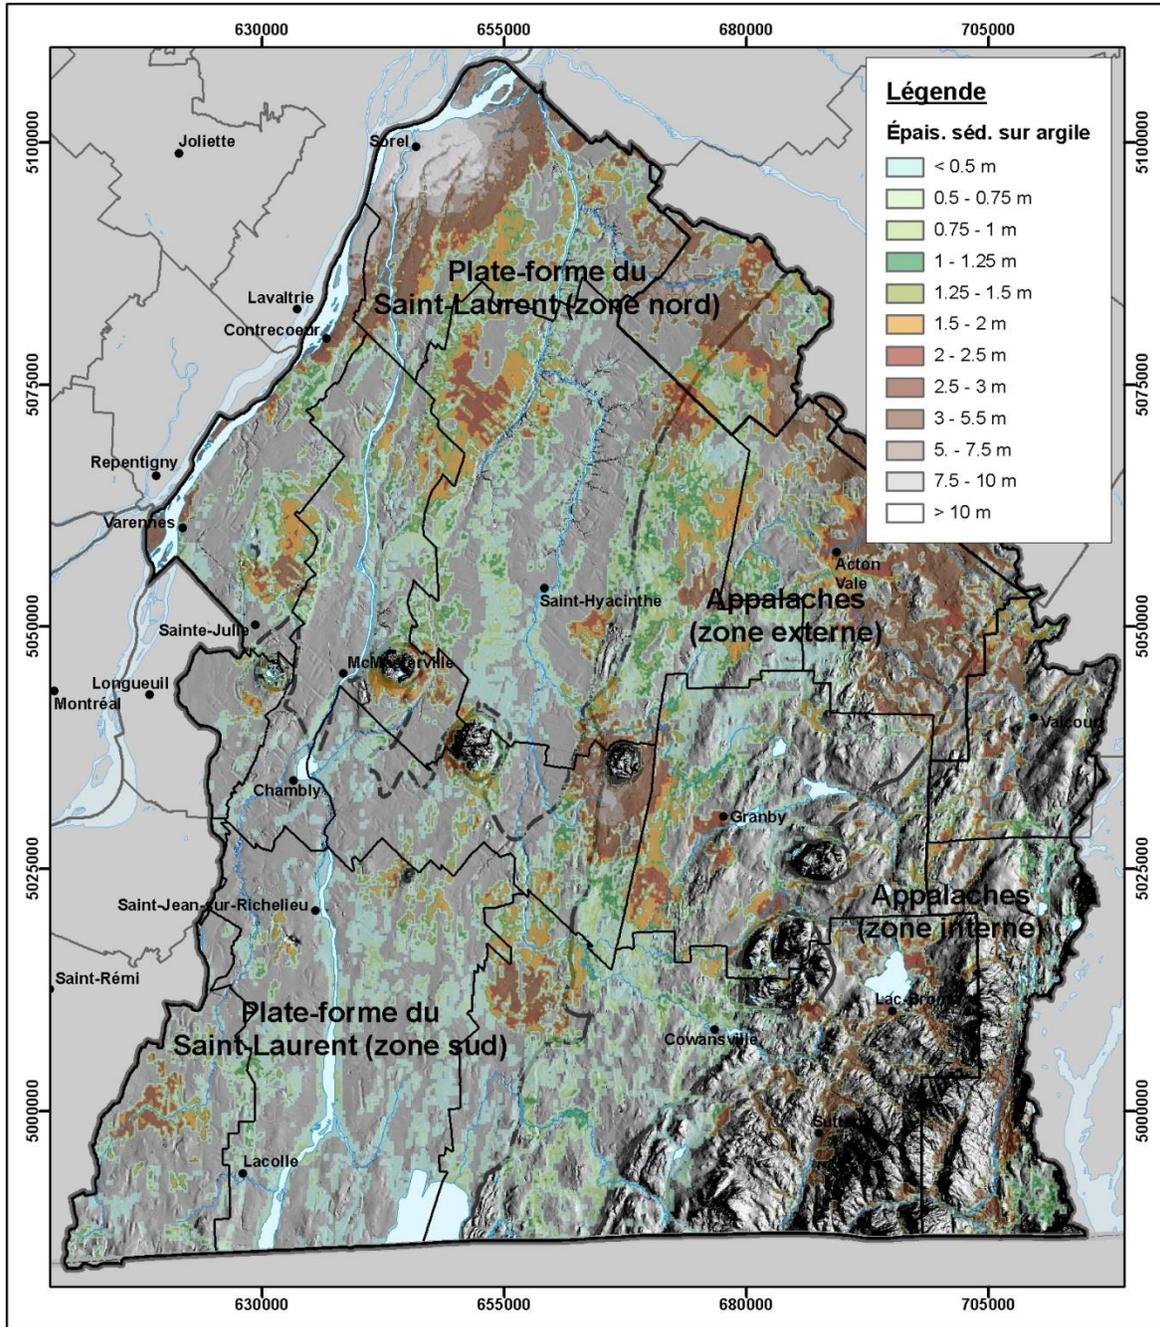 630000
655000
680000
705000
Légende
Épais. séd. sur argile
< 0.5 m
0.5 - 0.75 m
0.75 - 1 m
1 - 1.25 m
1.25 - 1.5 m
1.5 - 2 m
2 - 2.5 m
2.5 - 3 m
3 - 5.5 m
5. - 7.5 m
7.5 - 10 m
> 10 m
5100000
5100000
Joliette
Sorel
Plate-forme du
Saint-Laurent (zone nord)
Lavaltrie
Contrecoeur
5075000
5075000
Repentigny
Varennes
Acton
Vale
Saint-Hyacinthe
Appalaches
(zone externe)
5050000
5050000
Sainte-Julie
McMasterville
Longueuil
Montréal
Valcourt
Chambly
Granby
5025000
5025000
Appalaches
(zone interne)
Saint-Jean-sur-Richelieu
Saint-Rémi
Lac-Brome
Plate-forme du
Saint-Laurent (zone sud)
Cowansville
5000000
5000000
Sutton
Lacolle
630000
655000
680000
705000